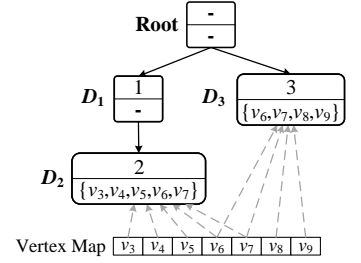 Root
-
-
D1
1
-
D3
3
{v6,v7,v8,v9}
D2
2
{v3,v4,v5,v6,v7}
Vertex Map v3 v4 v5 v6 v7 v8 v9